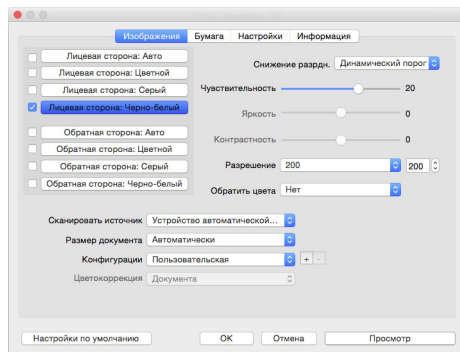 Изображения Бумага Настройки Информация
Лицевая сторона: Авто
Лицевая сторона: Цветной
Лицевая сторона: Серый
Лицевая сторона: Черно-белый
Обратная сторона: Авто
Обратная сторона: Цветной
Обратная сторона: Серый
Обратная сторона: Черно-белый
Снижение разрдн. Динамический порог
Чувствительность 20
Яркость 0
Контрастность 0
Разрешение 200 200
Обратить цвета Нет
Сканировать источник Устройство автоматической...
Размер документа Автоматически
Конфигурации Пользовательская + -
Цветокоррекция Документа
Настройки по умолчанию OK Отмена Просмотр